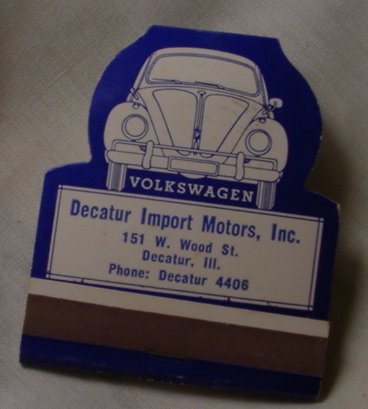 VOLKSWAGEN
Decatur Import Motors, Inc.
151 W. Wood St.
Decatur, Ill.
Phone: Decatur 4406